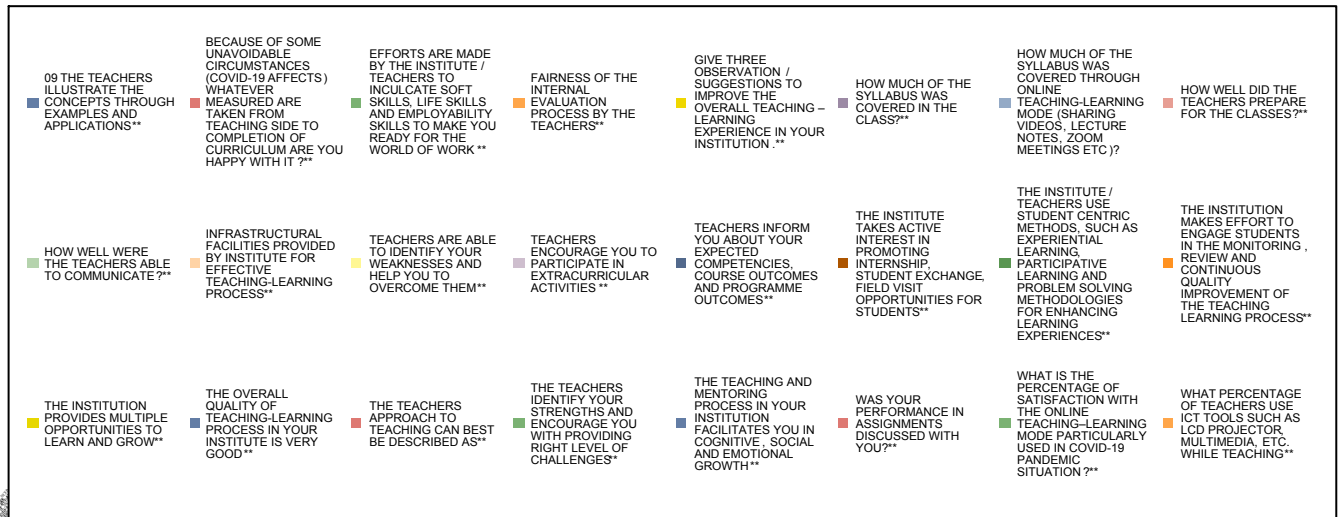 09 THE TEACHERS
ILLUSTRATE THE
CONCEPTS THROUGH
EXAMPLES AND
APPLICATIONS**
BECAUSE OF SOME
UNAVOIDABLE
CIRCUMSTANCES
(COVID-19 AFFECTS)
WHATEVER
MEASURED ARE
TAKEN FROM
TEACHING SIDE TO
COMPLETION OF
CURRICULUM ARE YOU
HAPPY WITH IT ?**
EFFORTS ARE MADE
BY THE INSTITUTE /
TEACHERS TO
INCULCATE SOFT
SKILLS, LIFE SKILLS
AND EMPLOYABILITY
SKILLS TO MAKE YOU
READY FOR THE
WORLD OF WORK **
FAIRNESS OF THE
INTERNAL
EVALUATION
PROCESS BY THE
TEACHERS**
GIVE THREE
OBSERVATION /
SUGGESTIONS TO
IMPROVE THE
OVERALL TEACHING –
LEARNING
EXPERIENCE IN YOUR
INSTITUTION .**
HOW MUCH OF THE
SYLLABUS WAS
COVERED IN THE
CLASS?**
HOW MUCH OF THE
SYLLABUS WAS
COVERED THROUGH
ONLINE
TEACHING-LEARNING
MODE (SHARING
VIDEOS, LECTURE
NOTES, ZOOM
MEETINGS ETC )?
HOW WELL DID THE
TEACHERS PREPARE
FOR THE CLASSES?**
HOW WELL WERE
THE TEACHERS ABLE
TO COMMUNICATE ?**
INFRASTRUCTURAL
FACILITIES PROVIDED
BY INSTITUTE FOR
EFFECTIVE
TEACHING-LEARNING
PROCESS**
TEACHERS ARE ABLE
TO IDENTIFY YOUR
WEAKNESSES AND
HELP YOU TO
OVERCOME THEM**
TEACHERS
ENCOURAGE YOU TO
PARTICIPATE IN
EXTRACURRICULAR
ACTIVITIES **
TEACHERS INFORM
YOU ABOUT YOUR
EXPECTED
COMPETENCIES,
COURSE OUTCOMES
AND PROGRAMME
OUTCOMES**
THE INSTITUTE
TAKES ACTIVE
INTEREST IN
PROMOTING
INTERNSHIP,
STUDENT EXCHANGE,
FIELD VISIT
OPPORTUNITIES FOR
STUDENTS**
THE INSTITUTE /
TEACHERS USE
STUDENT CENTRIC
METHODS, SUCH AS
EXPERIENTIAL
LEARNING,
PARTICIPATIVE
LEARNING AND
PROBLEM SOLVING
METHODOLOGIES
FOR ENHANCING
LEARNING
EXPERIENCES**
THE INSTITUTION
MAKES EFFORT TO
ENGAGE STUDENTS
IN THE MONITORING ,
REVIEW AND
CONTINUOUS
QUALITY
IMPROVEMENT OF
THE TEACHING
LEARNING PROCESS**
THE INSTITUTION
PROVIDES MULTIPLE
OPPORTUNITIES TO
LEARN AND GROW**
THE OVERALL
QUALITY OF
TEACHING-LEARNING
PROCESS IN YOUR
INSTITUTE IS VERY
GOOD**
THE TEACHERS
APPROACH TO
TEACHING CAN BEST
BE DESCRIBED AS**
THE TEACHERS
IDENTIFY YOUR
STRENGTHS AND
ENCOURAGE YOU
WITH PROVIDING
RIGHT LEVEL OF
CHALLENGES**
THE TEACHING AND
MENTORING
PROCESS IN YOUR
INSTITUTION
FACILITATES YOU IN
COGNITIVE , SOCIAL
AND EMOTIONAL
GROWTH**
WAS YOUR
PERFORMANCE IN
ASSIGNMENTS
DISCUSSED WITH
YOU?**
WHAT IS THE
PERCENTAGE OF
SATISFACTION WITH
THE ONLINE
TEACHING–LEARNING
MODE PARTICULARLY
USED IN COVID-19
PANDEMIC
SITUATION ?**
WHAT PERCENTAGE
OF TEACHERS USE
ICT TOOLS SUCH AS
LCD PROJECTOR,
MULTIMEDIA, ETC.
WHILE TEACHING**